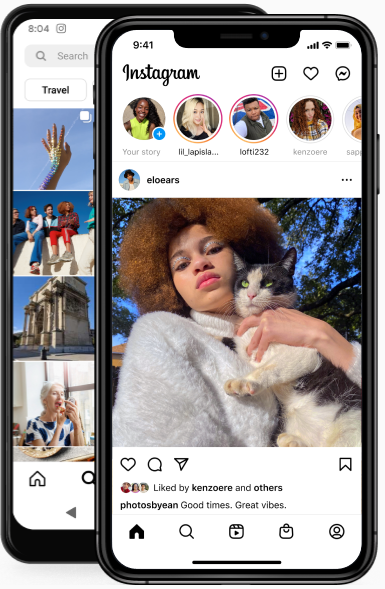 8:04
Search
Travel
9:41
Instagram
Your story
lil_lapisla...
lofti232
kenzoere
sapp
eloears
Liked by kenzoere and others
photosbyean Good times. Great vibes.